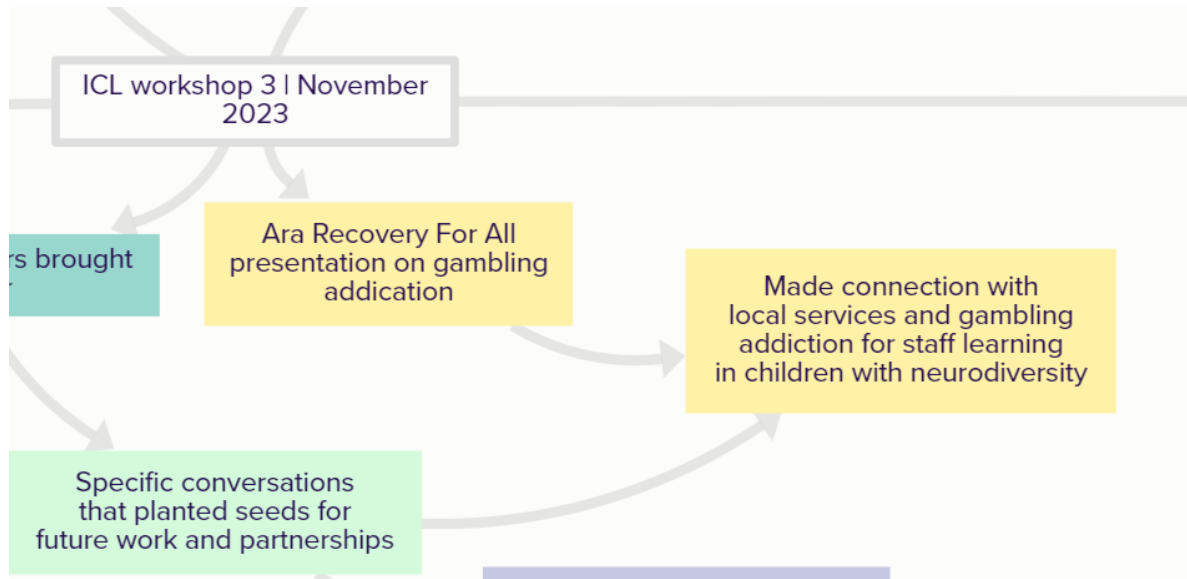 ICL workshop 3 | November
2023
Ara Recovery For All
presentation on gambling
addication
brought
Made connection with
local services and gambling
addiction for staff learning
in children with neurodiversity
Specific conversations
that planted seeds for
future work and partnerships